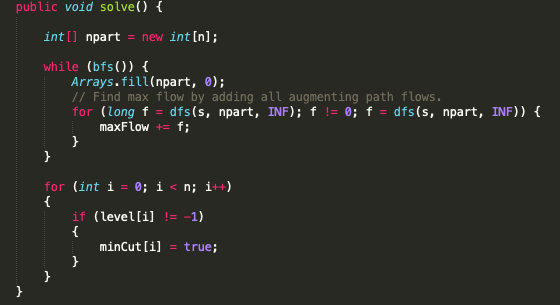 public void solve() {
int[] npart = new int[n];
while (bfs()) {
Arrays.fill(npart, 0);
// Find max flow by adding all augmenting path flows.
for (long f = dfs(s, npart, INF); f != 0; f = dfs(s, npart, INF)) {
maxFlow += f;
}
}
for (int i = 0; i < n; i++)
{
if (level[i] != -1)
{
minCut[i] = true;
}
}
}